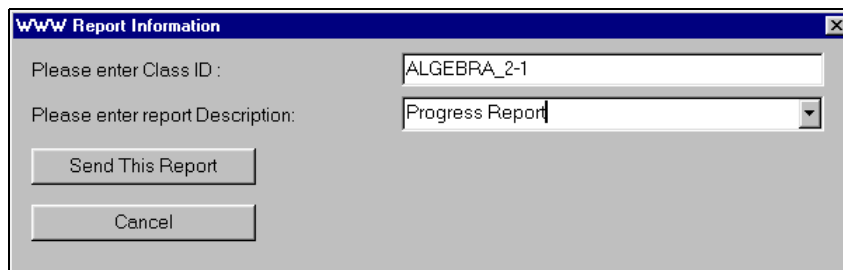 WWW Report Information
Please enter Class ID :
ALGEBRA_2-1
Please enter report Description:
Progress Report
Send This Report
Cancel